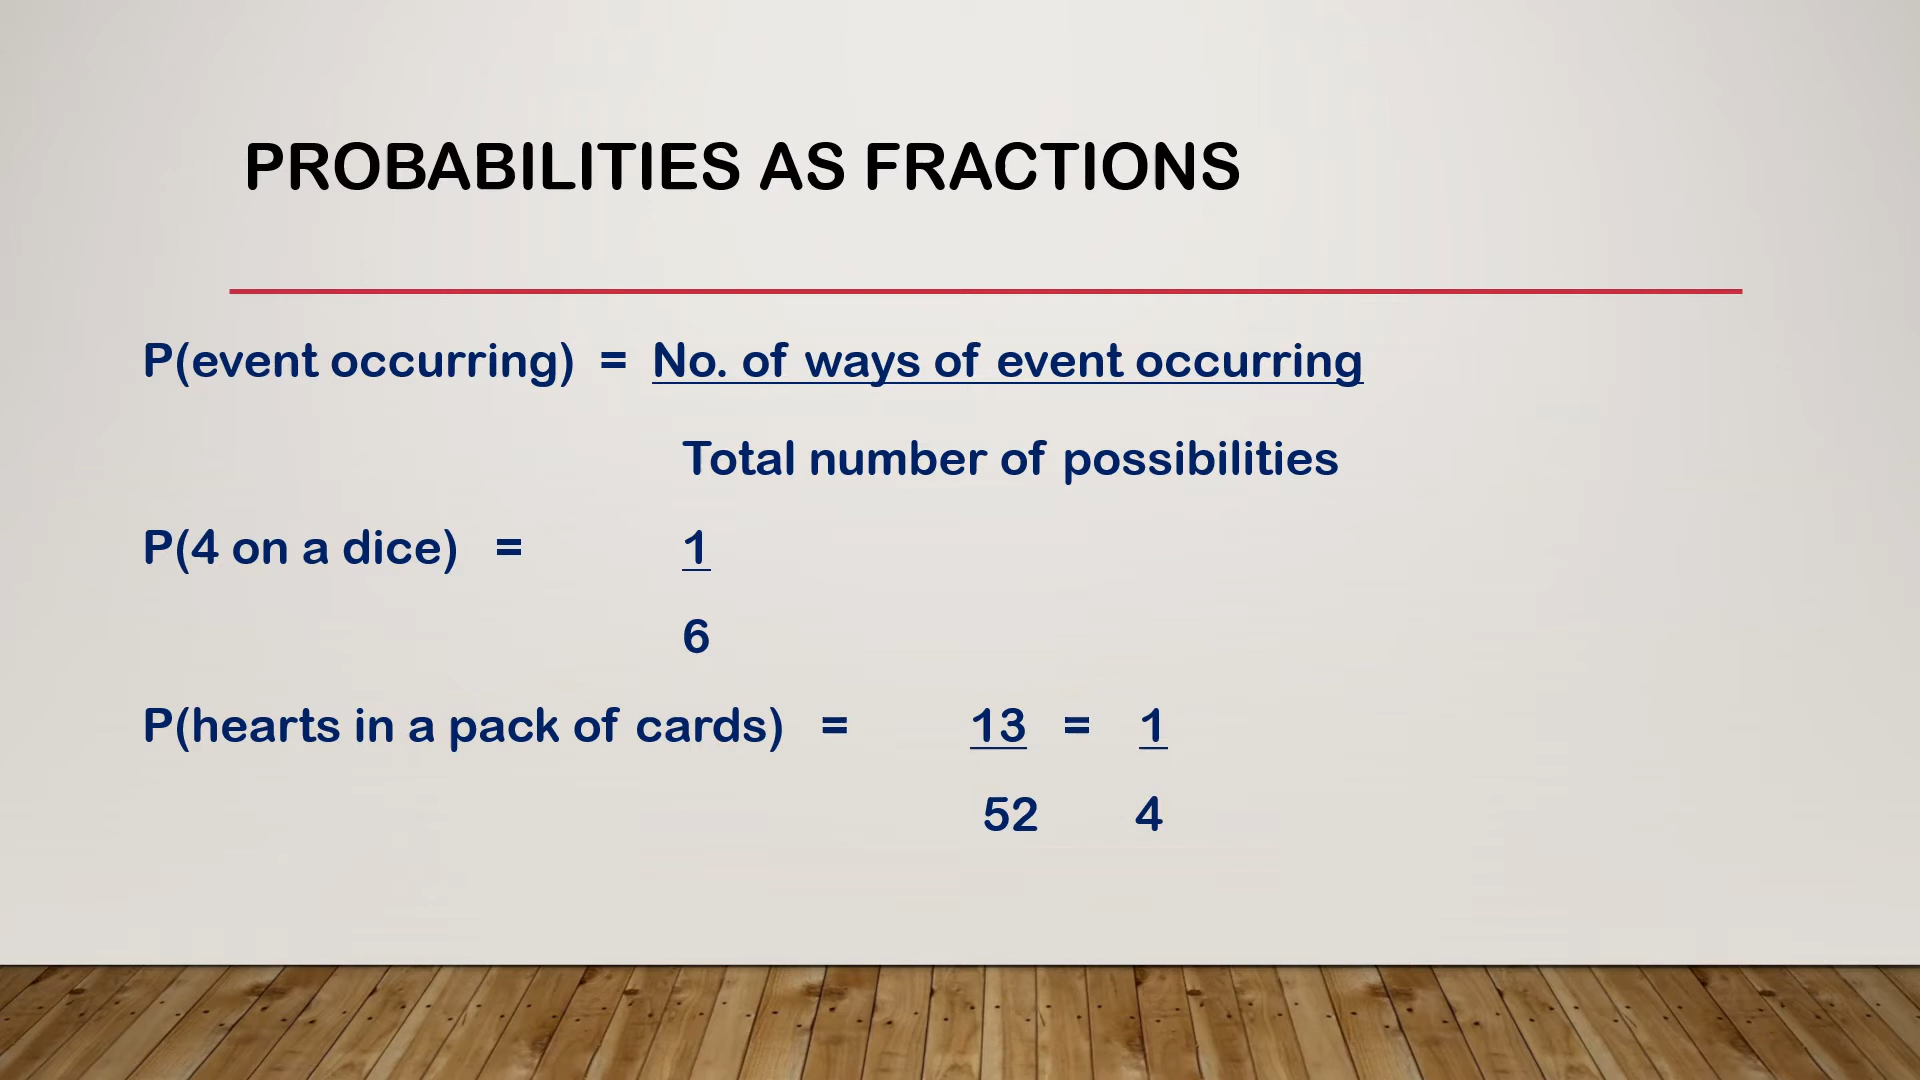 PROBABILITIES AS FRACTIONS
P(event occurring) = No. of ways of event occurring
Total number of possibilities
P(4 on a dice) = 1
6
P(hearts in a pack of cards) = 13 = 1
52 4